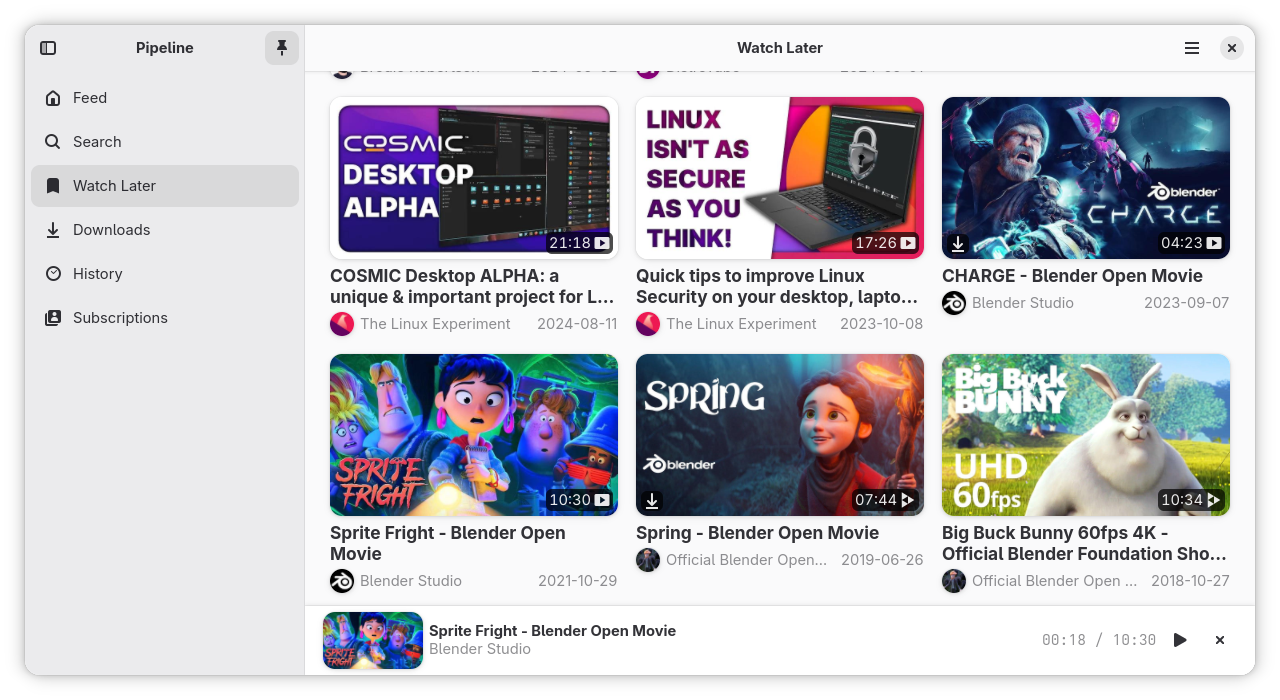 Pipeline
Watch Later
Feed
Search
Watch Later
Downloads
History
Subscriptions
COSMIC
DESKTOP
ALPHA
21:18
LINUX
ISN'T AS
SECURE
AS YOU
THINK!
17:26
blender
CHARGE
04:23
COSMIC Desktop ALPHA: a
unique & important project for L...
The Linux Experiment 2024-08-11
Quick tips to improve Linux
Security on your desktop, lapto...
The Linux Experiment 2023-10-08
CHARGE - Blender Open Movie
Blender Studio 2023-09-07
SPRITE
FRIGHT
10:30
SPRING
blender
07:44
Big Buck
BUNNY
UHD
60fps
10:34
Sprite Fright - Blender Open
Movie
Blender Studio 2021-10-29
Spring - Blender Open Movie
Official Blender Open... 2019-06-26
Big Buck Bunny 60fps 4K -
Official Blender Foundation Sho...
Official Blender Open ... 2018-10-27
SPRITE
FRIGHT
Sprite Fright - Blender Open Movie
Blender Studio
00:18 / 10:30